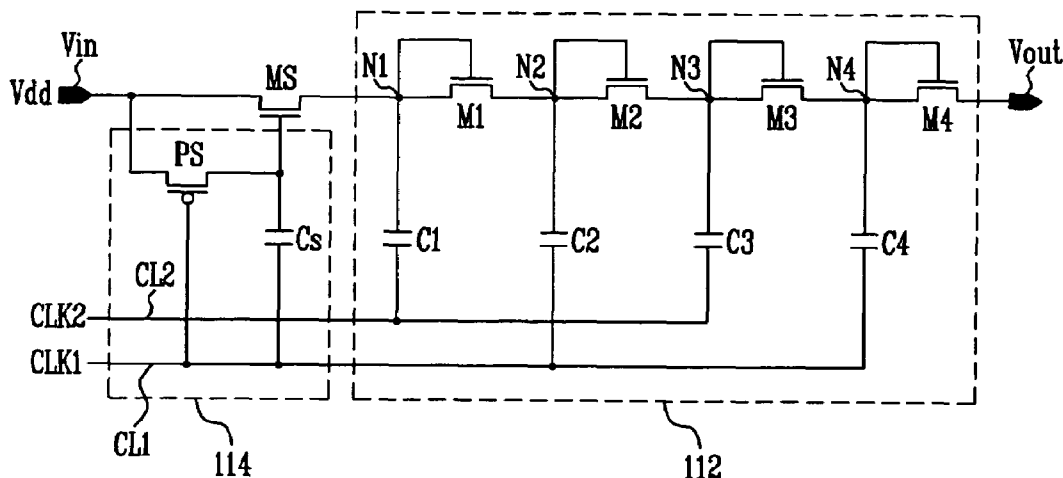 Vin
Vdd
MS
N1
N2
N3
N4
Vout
M1
M2
M3
M4
PS
Cs
C1
C2
C3
C4
CL2
CLK2
CLK1
CL1
114
112